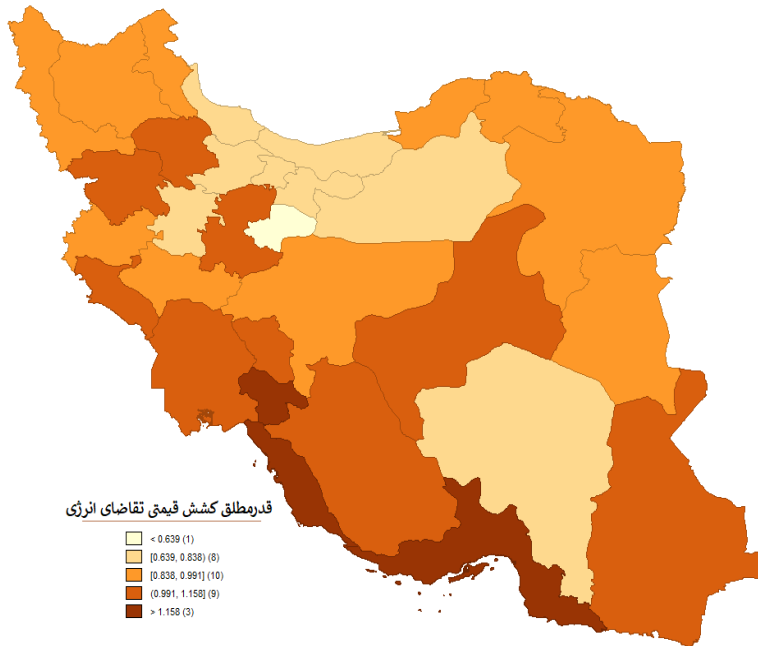 قدرمطلق کشش قیمتی تقاضای انرژی
< 0.639 (1)
[0.639, 0.838) (8)
[0.838, 0.991] (10)
(0.991, 1.158] (9)
> 1.158 (3)